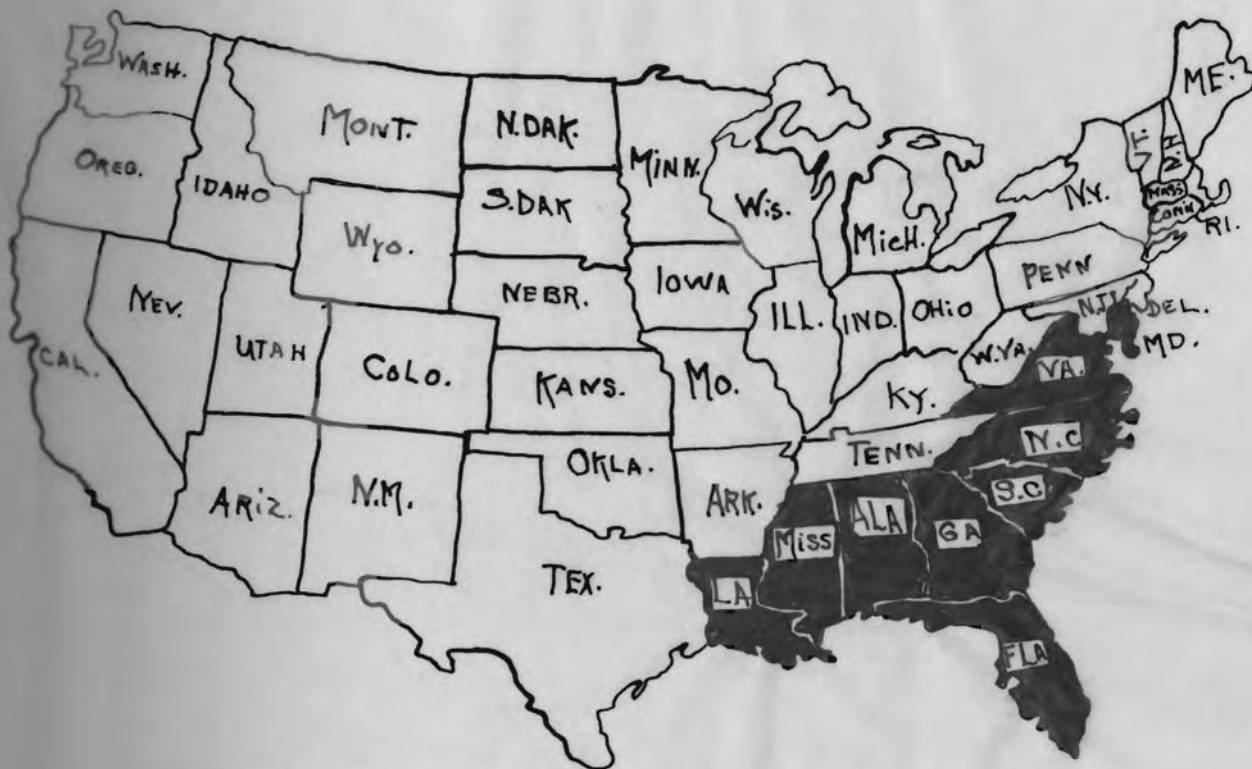 WASH.
MONT.
N.DAK.
MINN.
ME.
OREG.
IDAHO
S.DAK
WIS.
MICH.
N.Y.
VT.
NH
MASS
CONN
R.I.
WYO.
NEBR.
IOWA
ILL.
IND.
OHIO
PENN
N.J.
DEL.
MD.
NEV.
UTAH
COLO.
KANS.
MO.
KY.
W.VA.
VA.
CAL.
ARIZ.
N.M.
OKLA.
ARK.
TENN.
N.C
S.C
TEX.
LA
MISS
ALA
GA
FLA